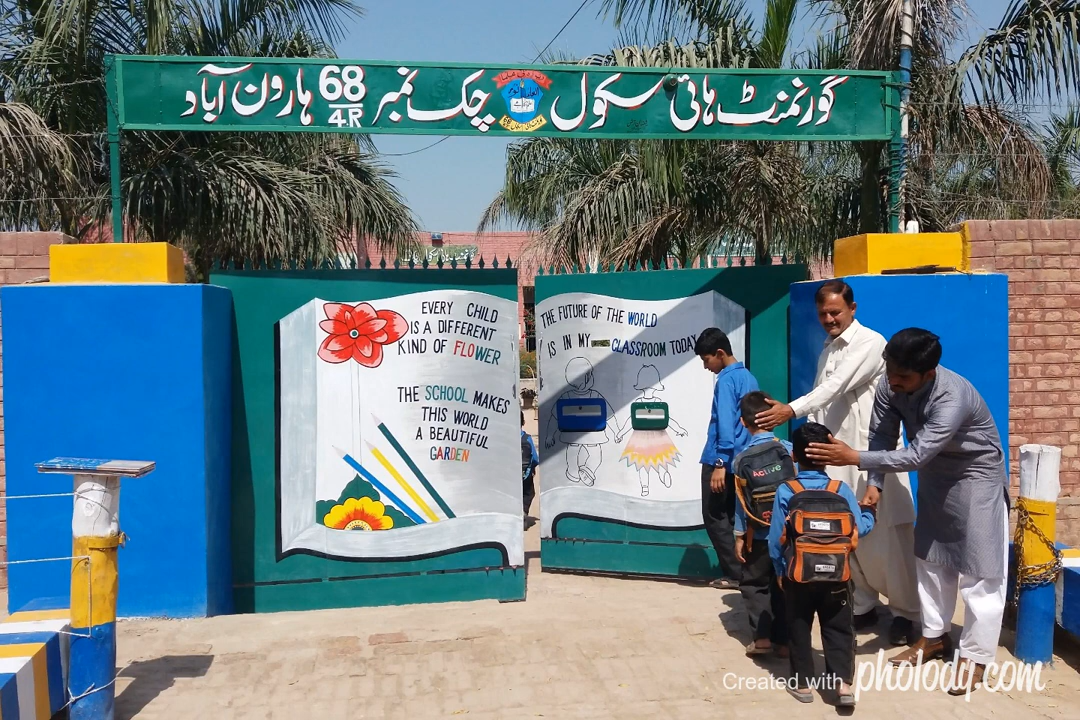 گورنمنٹ ہائی سکول چک نمبر 68/4R ہارون آباد
EVERY CHILD
IS A DIFFERENT
KIND OF FLOWER
THE SCHOOL MAKES
THIS WORLD
A BEAUTIFUL
GARDEN
THE FUTURE OF THE WORLD
IS IN MY CLASSROOM TODAY
Active
Created with pholody.com